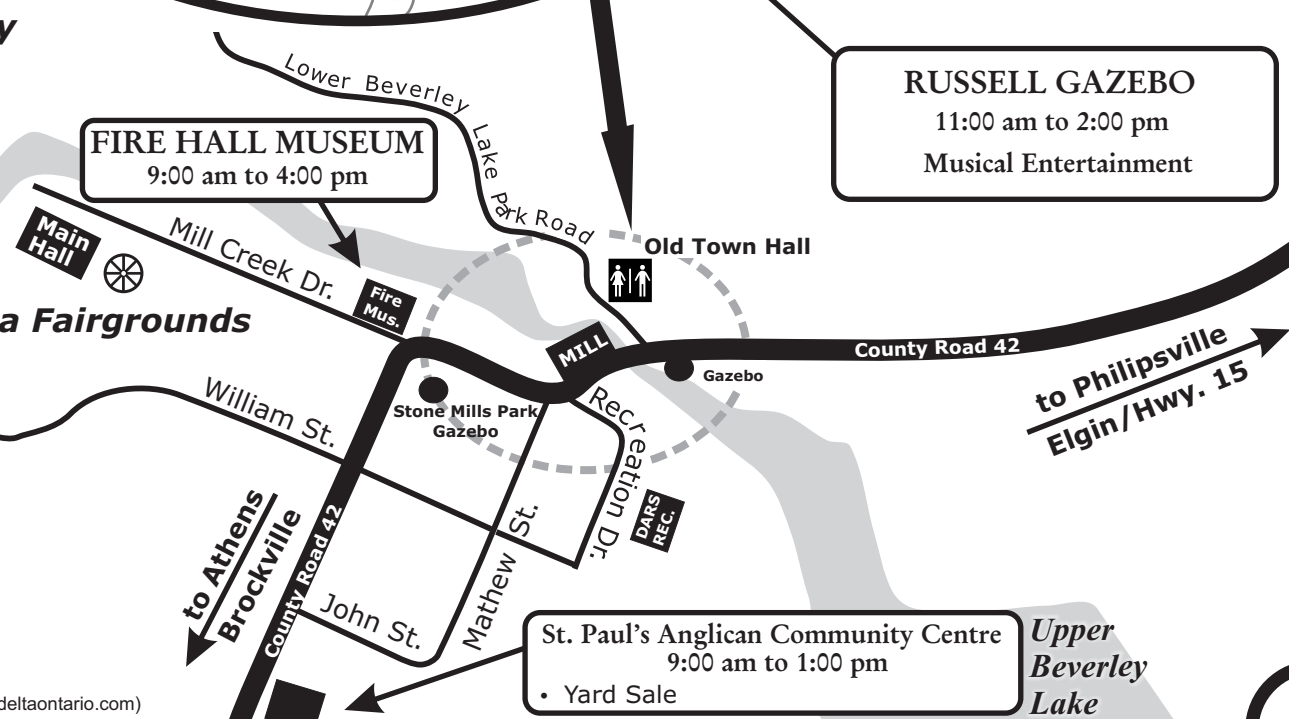 y
Lower Beverley Lake Park Road
RUSSELL GAZEBO
11:00 am to 2:00 pm
Musical Entertainment
FIRE HALL MUSEUM
9:00 am to 4:00 pm
Main
Hall
Mill Creek Dr.
Fire
Mus.
Old Town Hall
a Fairgrounds
MILL
County Road 42
Gazebo
to Philipsville
Elgin/Hwy. 15
William St.
Stone Mills Park
Gazebo
Recreation Dr.
DARS
REC.
to Athens
Brockville
County Road 42
Mathew St.
John St.
St. Paul’s Anglican Community Centre
9:00 am to 1:00 pm
• Yard Sale
Upper
Beverley
Lake
deltaontario.com)